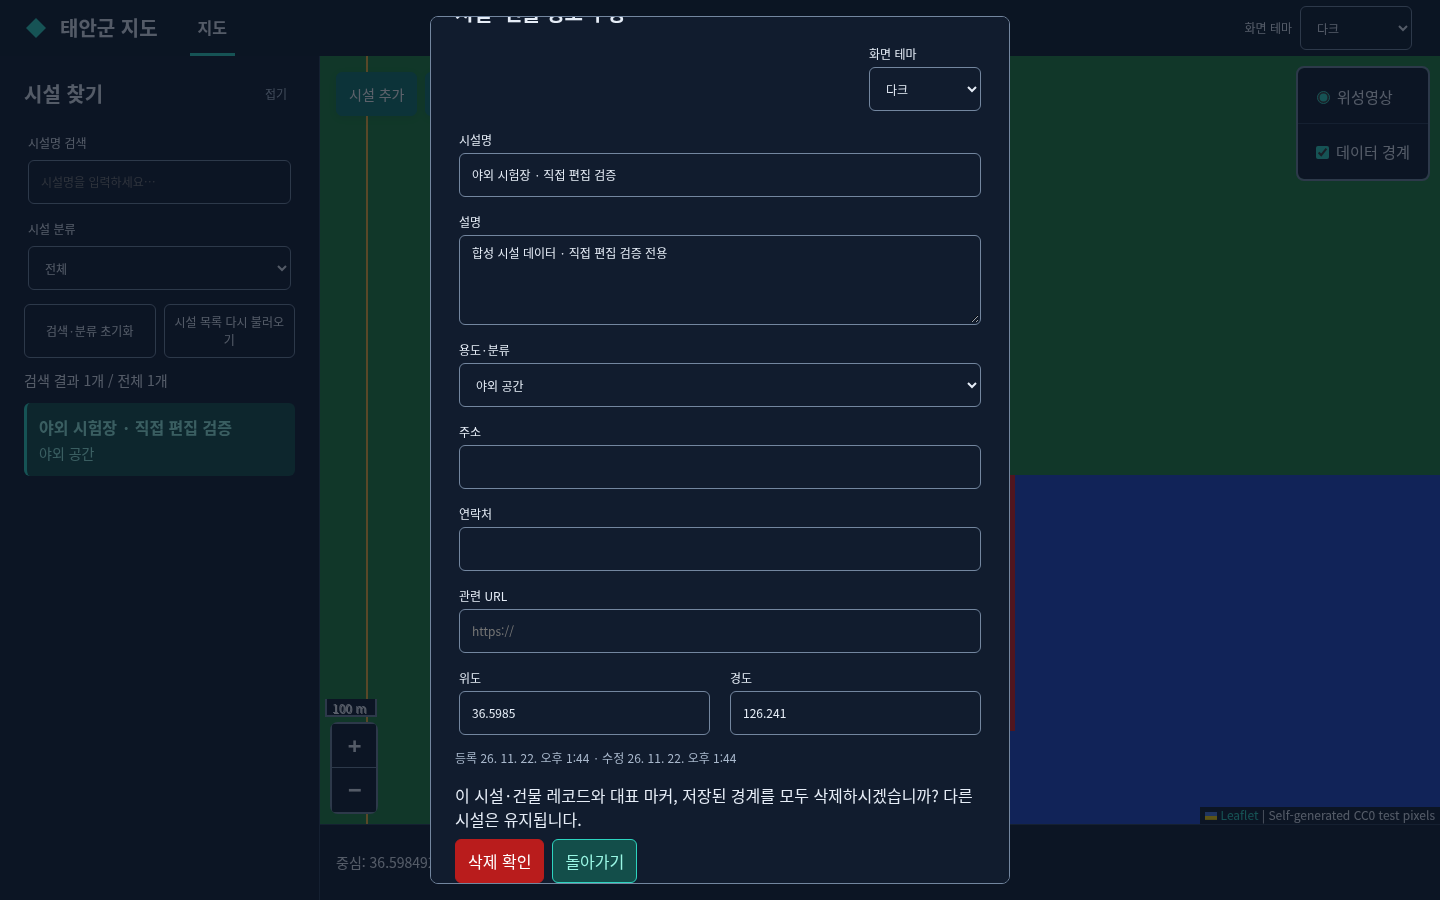 태안군 지도
지도
화면 테마
다크
시설 찾기
접기
시설명 검색
시설명을 입력하세요…
시설 분류
전체
검색·분류 초기화
시설 목록 다시 불러오
기
검색 결과 1개 / 전체 1개
야외 시험장 · 직접 편집 검증
야외 공간
시설 추가
100 m
+
−
중심: 36.59849
위성영상
데이터 경계
Leaflet | Self-generated CC0 test pixels
화면 테마
다크
시설명
야외 시험장 · 직접 편집 검증
설명
합성 시설 데이터 · 직접 편집 검증 전용
용도·분류
야외 공간
주소
연락처
관련 URL
https://
위도
경도
36.5985
126.241
등록 26. 11. 22. 오후 1:44 · 수정 26. 11. 22. 오후 1:44
이 시설·건물 레코드와 대표 마커, 저장된 경계를 모두 삭제하시겠습니까? 다른
시설은 유지됩니다.
삭제 확인
돌아가기